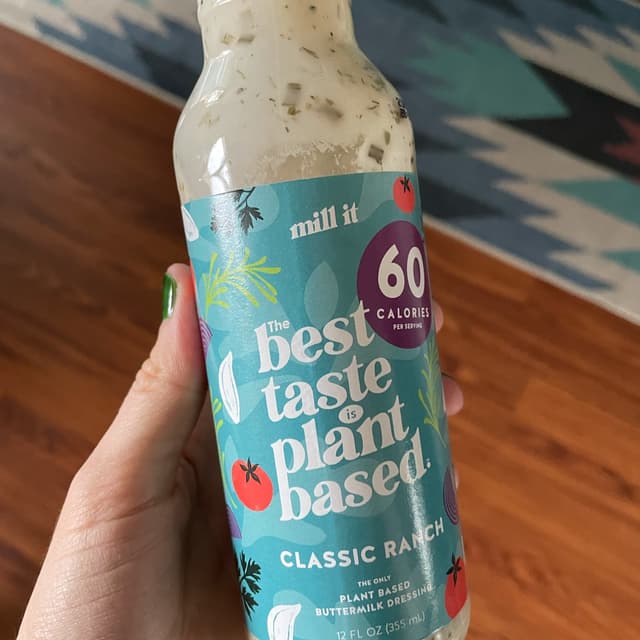 mill it
60
CALORIES
PER SERVING
The
best
taste
is
plant
based.
CLASSIC RANCH
THE ONLY
PLANT BASED
BUTTERMILK DRESSING
12 FL OZ (355 mL)